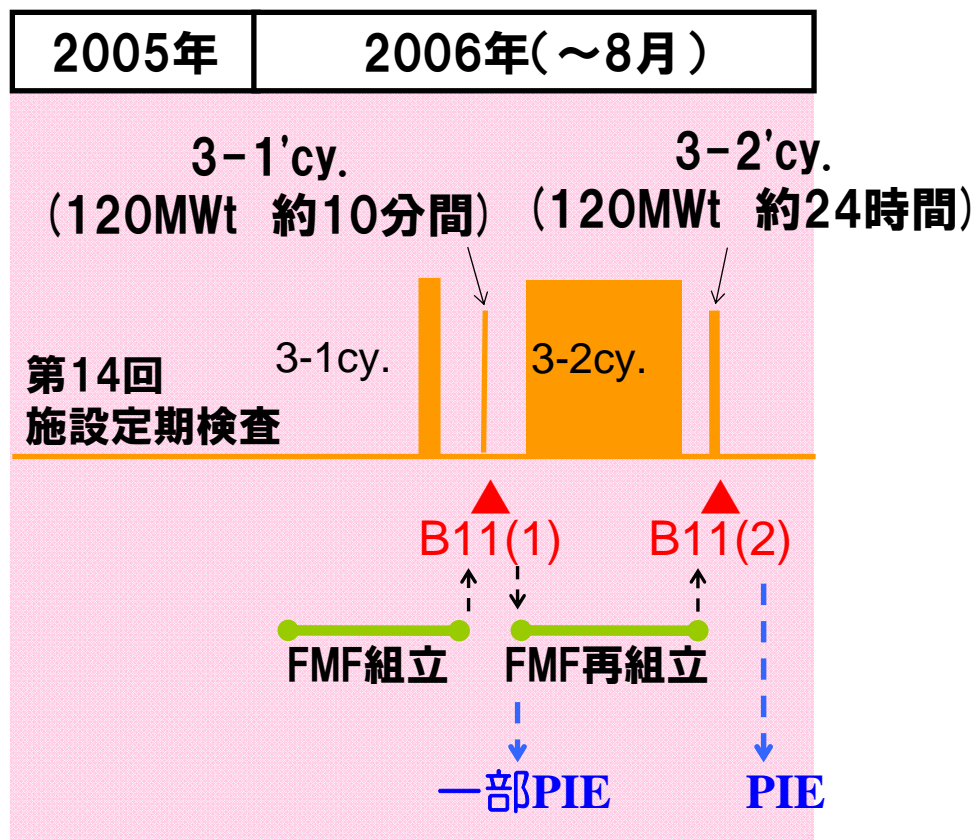 2005年
2006年(～8月)
3-1'cy.
(120MWt 約10分間)
3-2'cy.
(120MWt 約24時間)
3-1cy.
3-2cy.
第14回
施設定期検査
B11(1)
B11(2)
FMF組立
FMF再組立
一部PIE
PIE